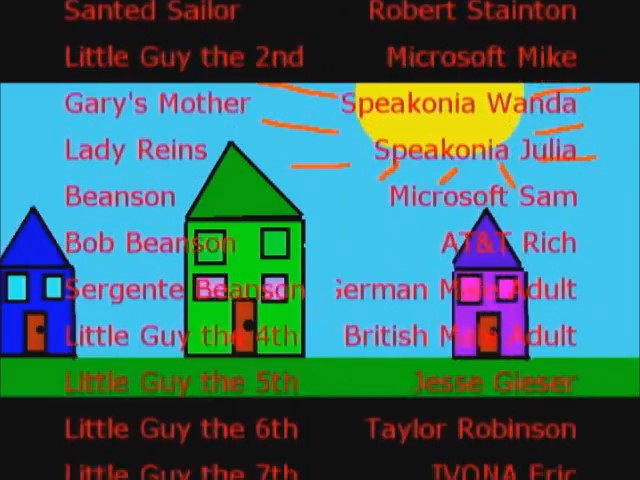 Santed Sailor Robert Stainton
Little Guy the 2nd Microsoft Mike
Gary's Mother Speakonia Wanda
Lady Reins Speakonia Julia
Beanson Microsoft Sam
Bob Beanson AT&T Rich
Sergente Beanson German Male Adult
Little Guy the 4th British Male Adult
Little Guy the 5th Jesse Gieser
Little Guy the 6th Taylor Robinson
Little Guy the 7th IVONA Eric